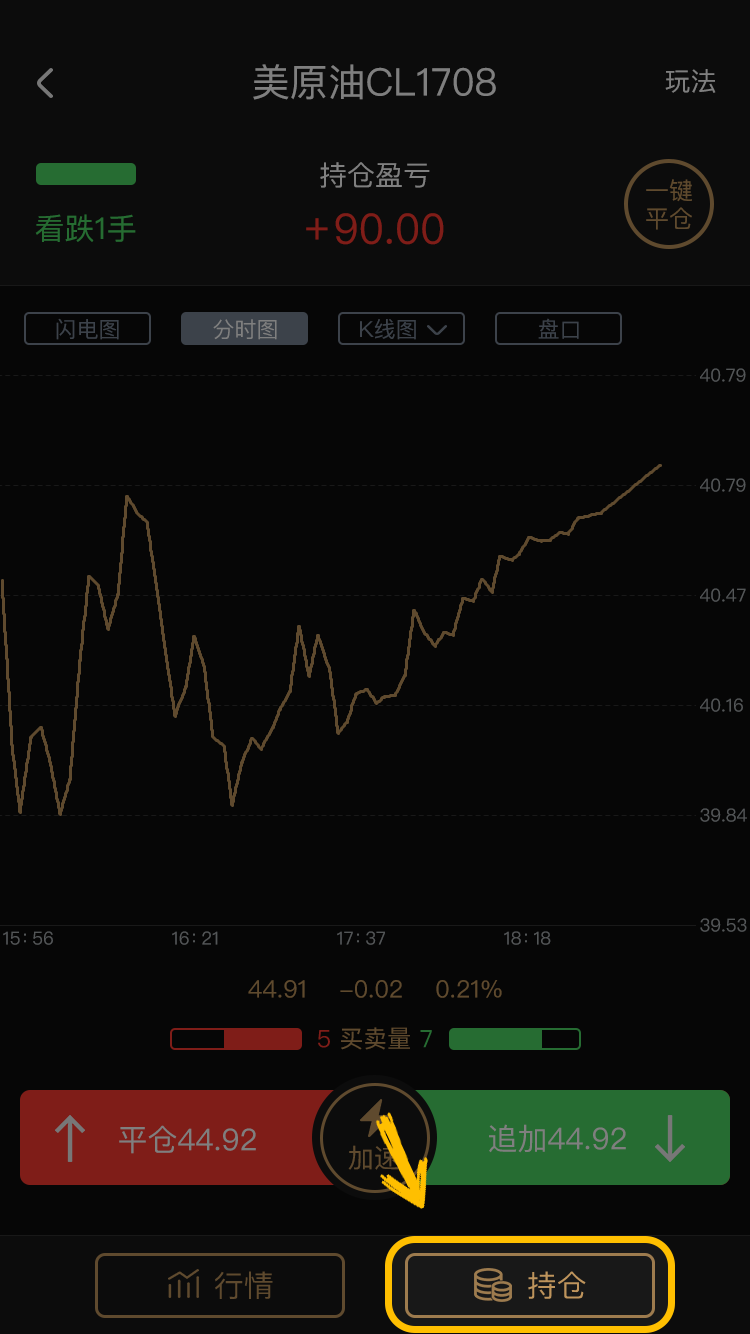 美原油CL1708
玩法
持仓盈亏
一键
平仓
看跌1手
+90.00
闪电图
分时图
K线图
盘口
40.79
40.79
40.47
40.16
39.84
39.53
15:56
16:21
17:37
18:18
44.91 -0.02 0.21%
5 买卖量 7
平仓44.92
加速
追加44.92
行情
持仓